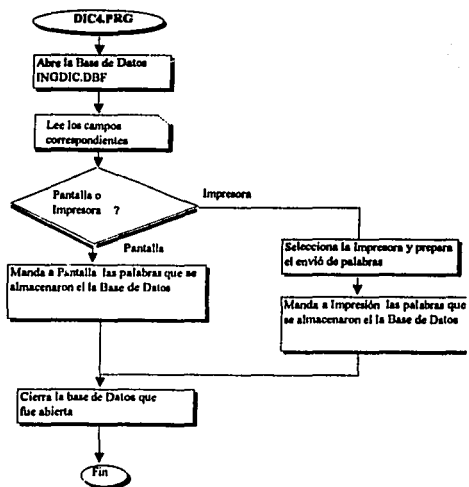 DIC4.PRG
Abre la Base de Datos
INGDIC.DBF
Lee los campos
correspondientes
Pantalla o
Impresora ?
Impresora
Pantalla
Manda a Pantalla las palabras que se
almacenaron el la Base de Datos
Selecciona la Impresora y prepara
el envió de palabras
Manda a Impresión las palabras que
se almacenaron el la Base de Datos
Cierra la base de Datos que
fue abierta
Fin